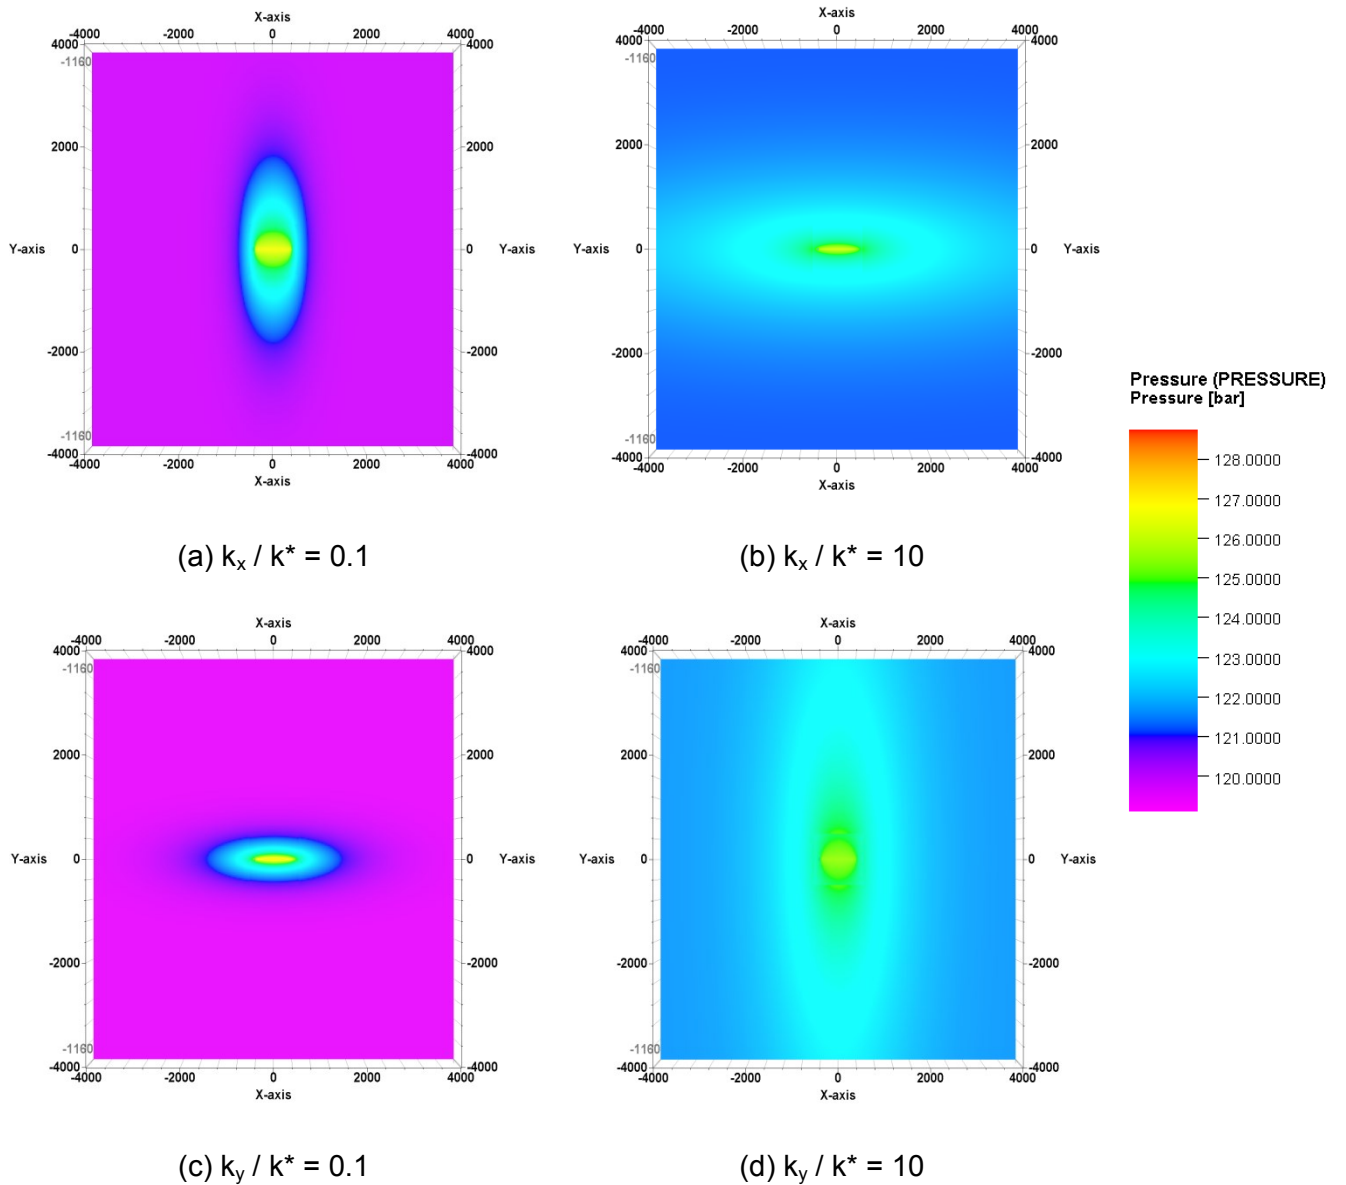 X-axis
-4000 -2000 0 2000 4000
4000 4000
-1160
2000 2000
Y-axis 0 0 Y-axis
-2000 -2000
-1160
-4000 -4000
-4000 -2000 0 2000 4000
X-axis
(a) kx / k* = 0.1
X-axis
-4000 -2000 0 2000 4000
4000 4000
-1160
2000 2000
Y-axis 0 0 Y-axis
-2000 -2000
-1160
-4000 -4000
-4000 -2000 0 2000 4000
X-axis
(b) kx / k* = 10
Pressure (PRESSURE)
Pressure [bar]
128.0000
127.0000
126.0000
125.0000
124.0000
123.0000
122.0000
121.0000
120.0000
X-axis
-4000 -2000 0 2000 4000
4000 4000
-1160
2000 2000
Y-axis 0 0 Y-axis
-2000 -2000
-1160
-4000 -4000
-4000 -2000 0 2000 4000
X-axis
(c) ky / k* = 0.1
X-axis
-4000 -2000 0 2000 4000
4000 4000
-1160
2000 2000
Y-axis 0 0 Y-axis
-2000 -2000
-1160
-4000 -4000
-4000 -2000 0 2000 4000
X-axis
(d) ky / k* = 10